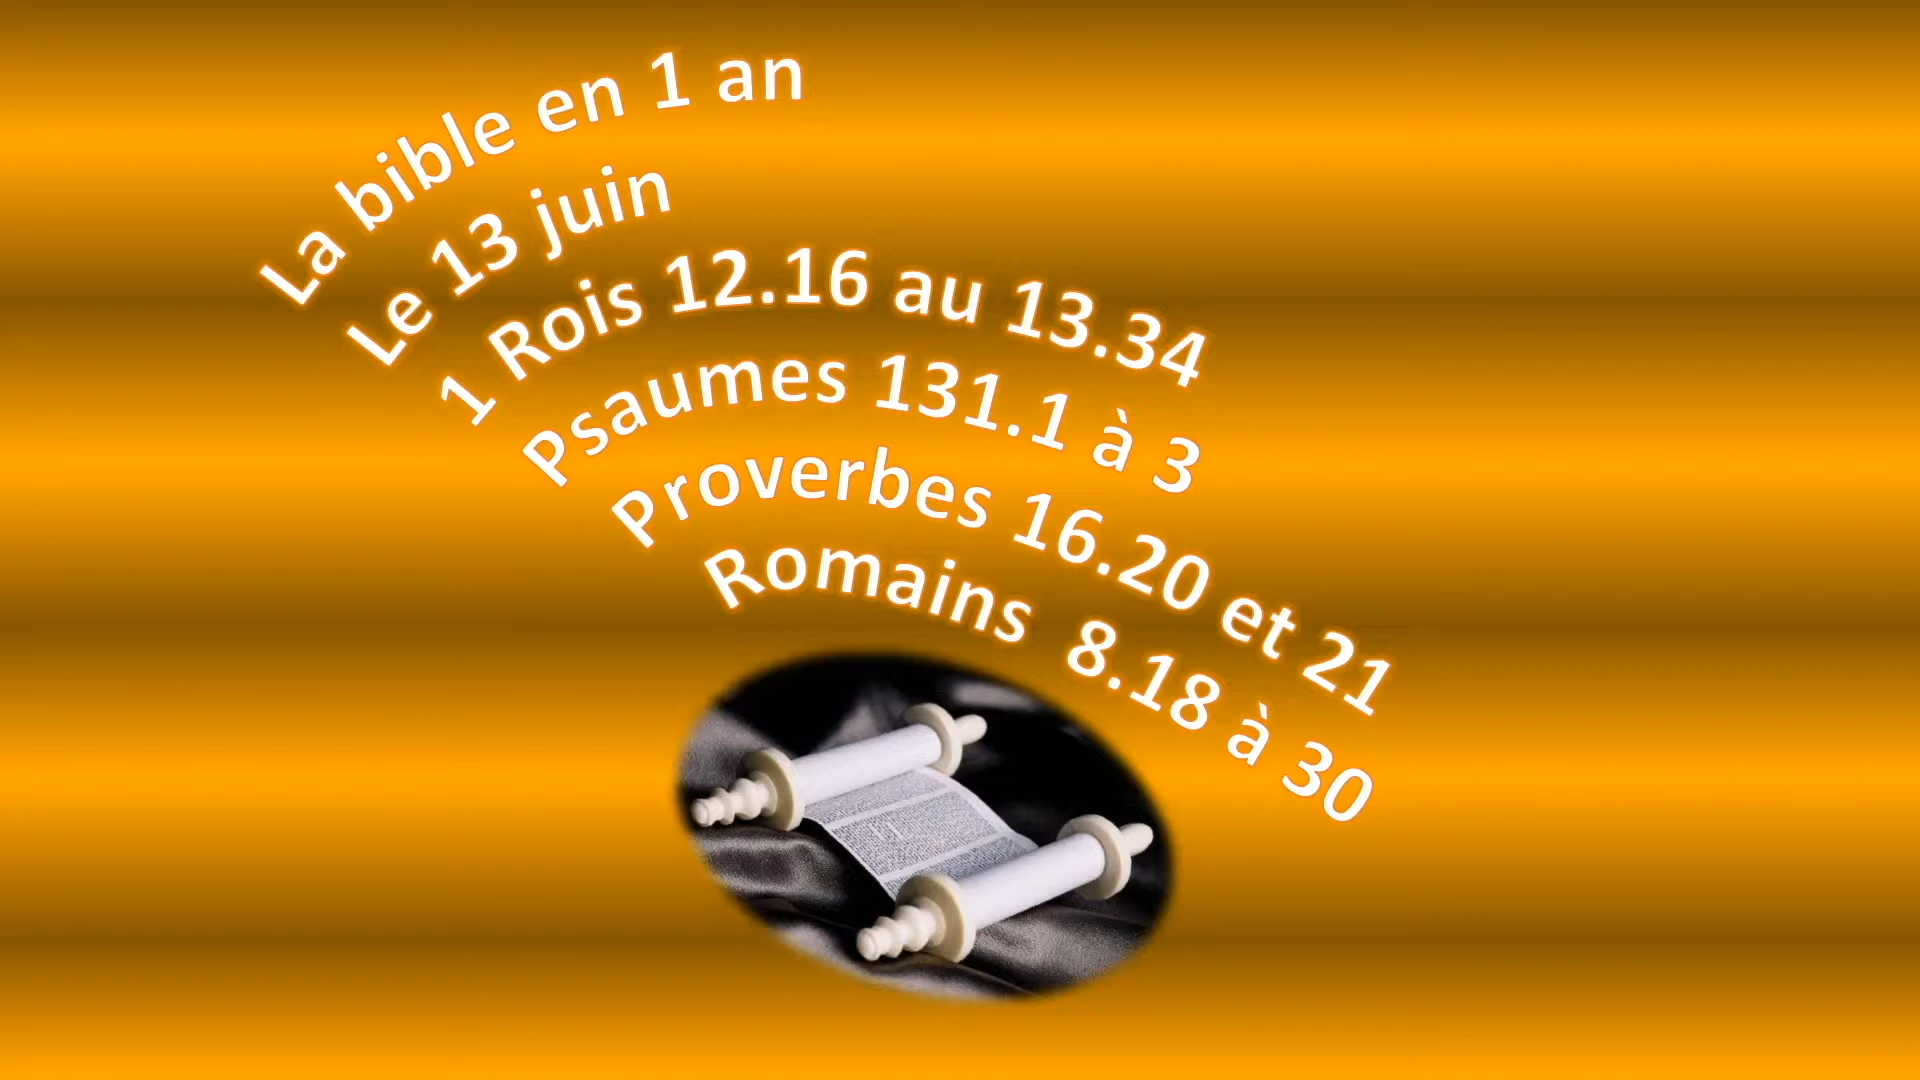 La bible en 1 an
Le 13 juin
1 Rois 12.16 au 13.34
Psaumes 131.1 à 3
Proverbes 16.20 et 21
Romains 8.18 à 30